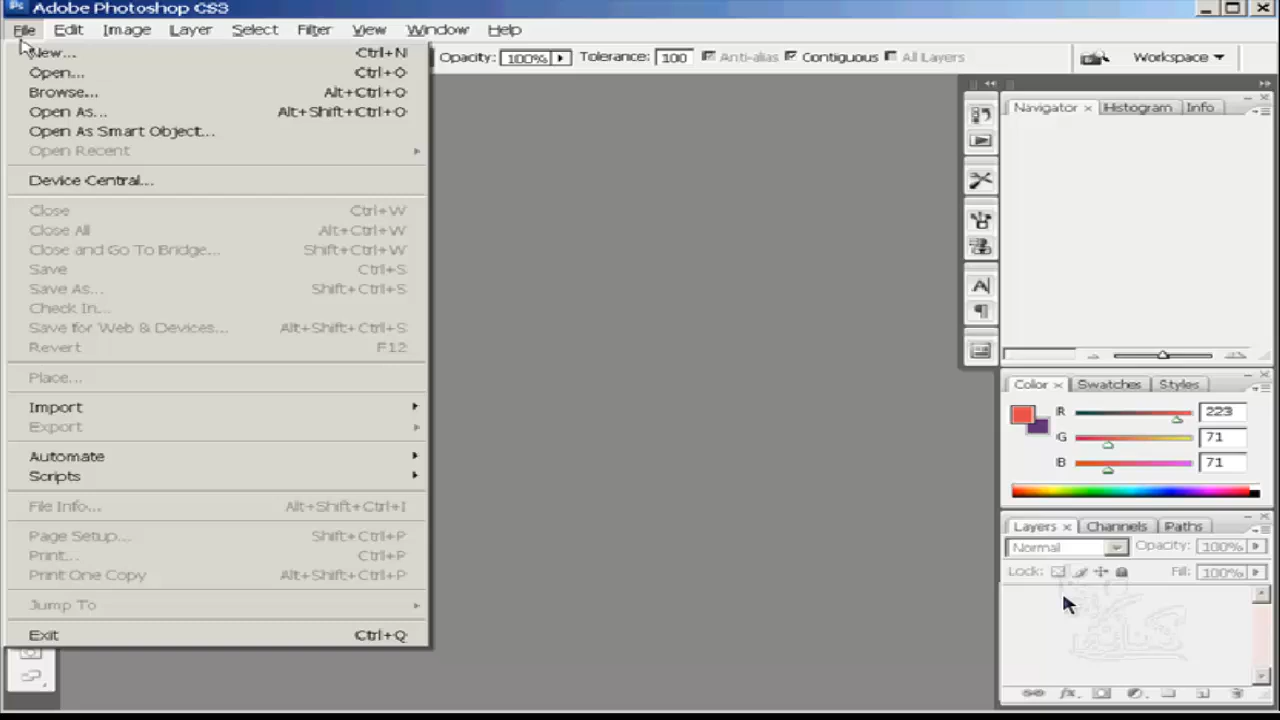 Adobe Photoshop CS3
File Edit Image Layer Select Filter View Window Help
Opacity: 100% Tolerance: 100 Anti-alias Contiguous All Layers Workspace
New... Ctrl+N
Open... Ctrl+O
Browse... Alt+Ctrl+O
Open As... Alt+Shift+Ctrl+O
Open As Smart Object...
Open Recent
Device Central...
Close Ctrl+W
Close All Alt+Ctrl+W
Close and Go To Bridge... Shift+Ctrl+W
Save Ctrl+S
Save As... Shift+Ctrl+S
Check In...
Save for Web & Devices... Alt+Shift+Ctrl+S
Revert F12
Place...
Import
Export
Automate
Scripts
File Info... Alt+Shift+Ctrl+I
Page Setup... Shift+Ctrl+P
Print... Ctrl+P
Print One Copy Alt+Shift+Ctrl+P
Jump To
Exit Ctrl+Q
Navigator Histogram Info
Color Swatches Styles
R 223
G 71
B 71
Layers Channels Paths
Normal Opacity: 100%
Lock: Fill: 100%